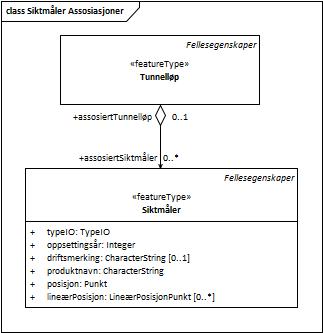 class Siktmåler Assosiasjoner
Fellesegenskaper
«featureType»
Tunnelløp
+assosiertTunnelløp 0..1
+assosiertSiktmåler 0..*
Fellesegenskaper
«featureType»
Siktmåler
+ typeIO: TypeIO
+ oppsettingsår: Integer
+ driftsmerking: CharacterString [0..1]
+ produktnavn: CharacterString
+ posisjon: Punkt
+ lineærPosisjon: LineærPosisjonPunkt [0..*]